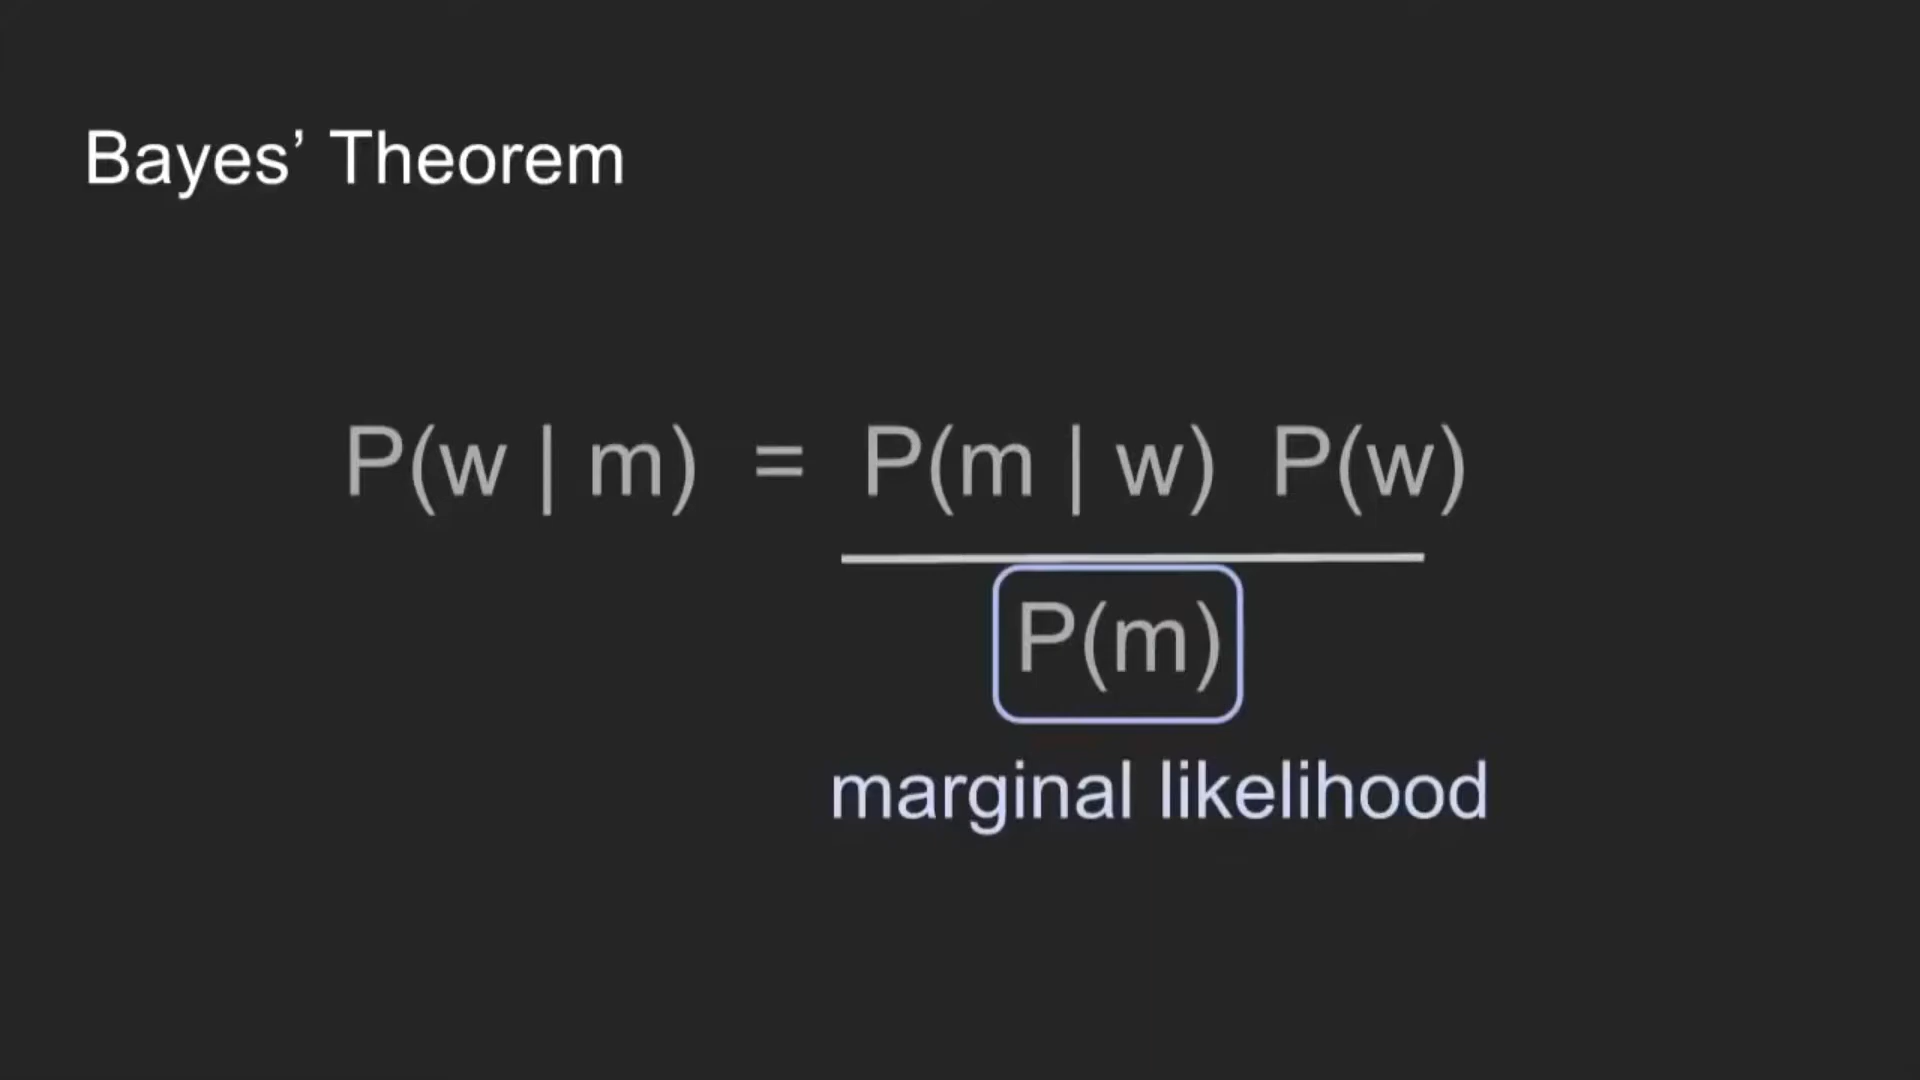 Bayes’ Theorem
P(w | m) = P(m | w) P(w)
P(m)
marginal likelihood